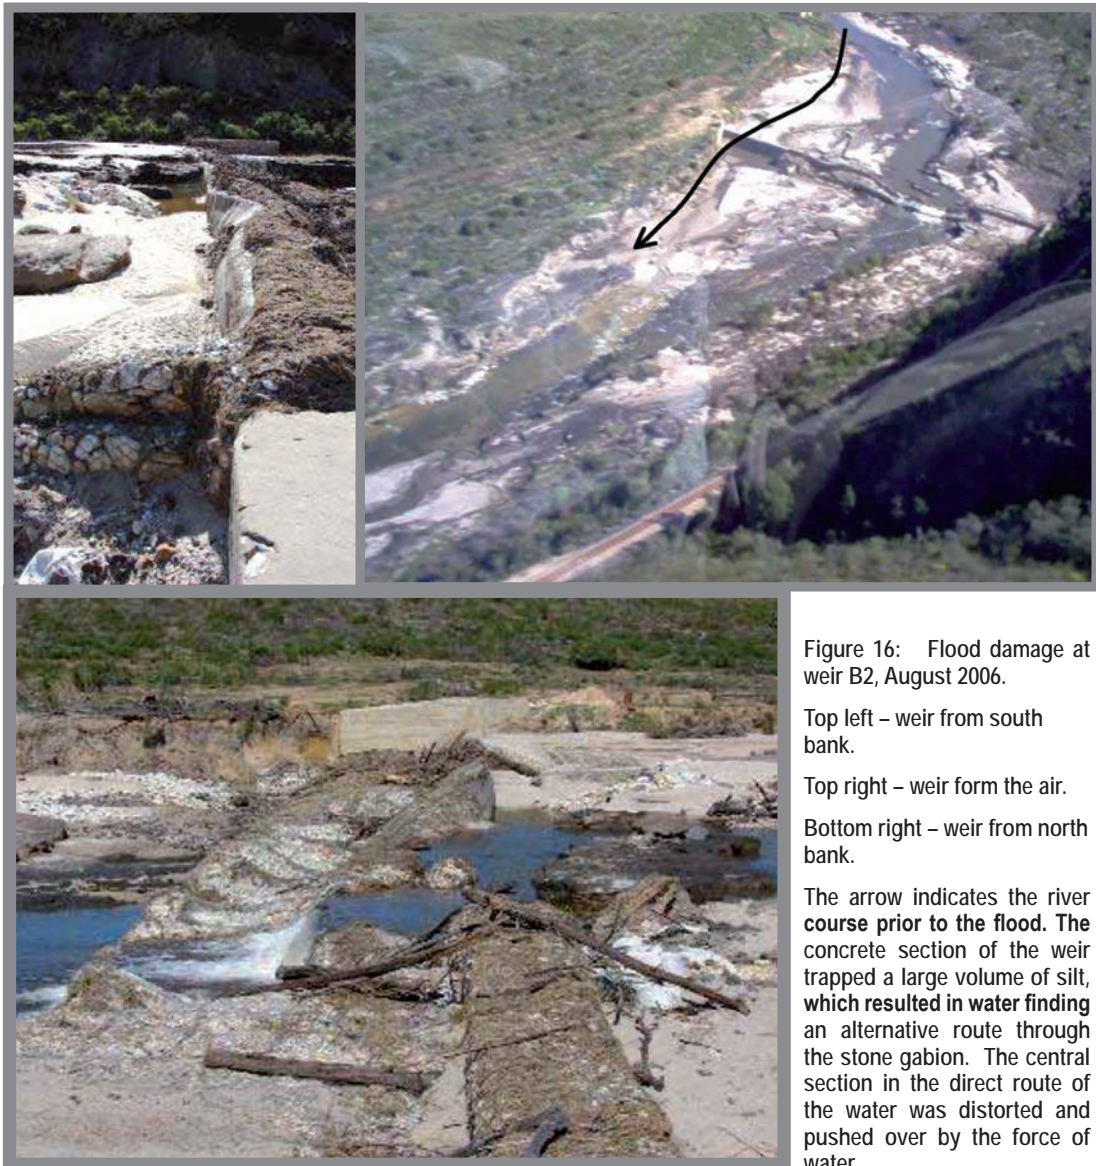 Figure 16: Flood damage at
weir B2, August 2006.
Top left – weir from south
bank.
Top right – weir form the air.
Bottom right – weir from north
bank.
The arrow indicates the river
course prior to the flood. The
concrete section of the weir
trapped a large volume of silt,
which resulted in water finding
an alternative route through
the stone gabion. The central
section in the direct route of
the water was distorted and
pushed over by the force of
water